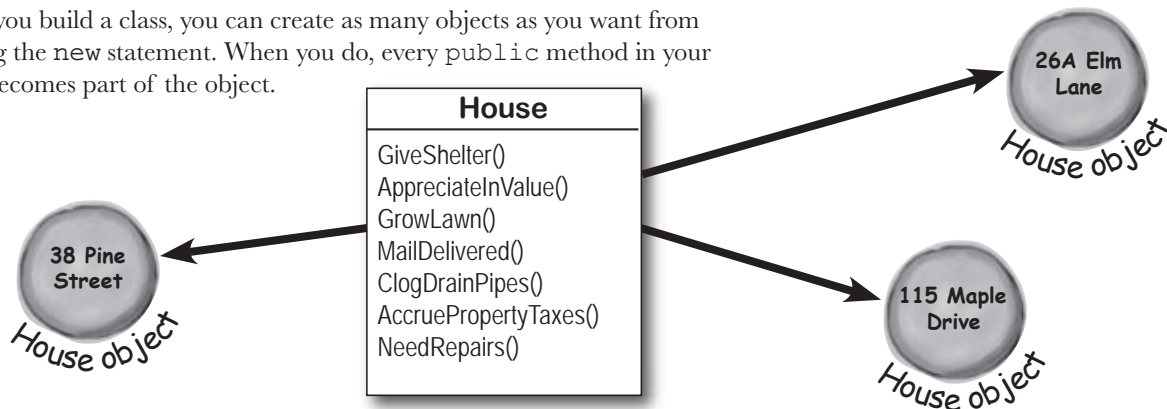 you build a class, you can create as many objects as you want from
the new statement. When you do, every public method in your
ecomes part of the object.
House
GiveShelter()
AppreciateInValue()
GrowLawn()
MailDelivered()
ClogDrainPipes()
AccruePropertyTaxes()
NeedRepairs()
26A Elm
Lane
House object
38 Pine
Street
House object
115 Maple
Drive
House object